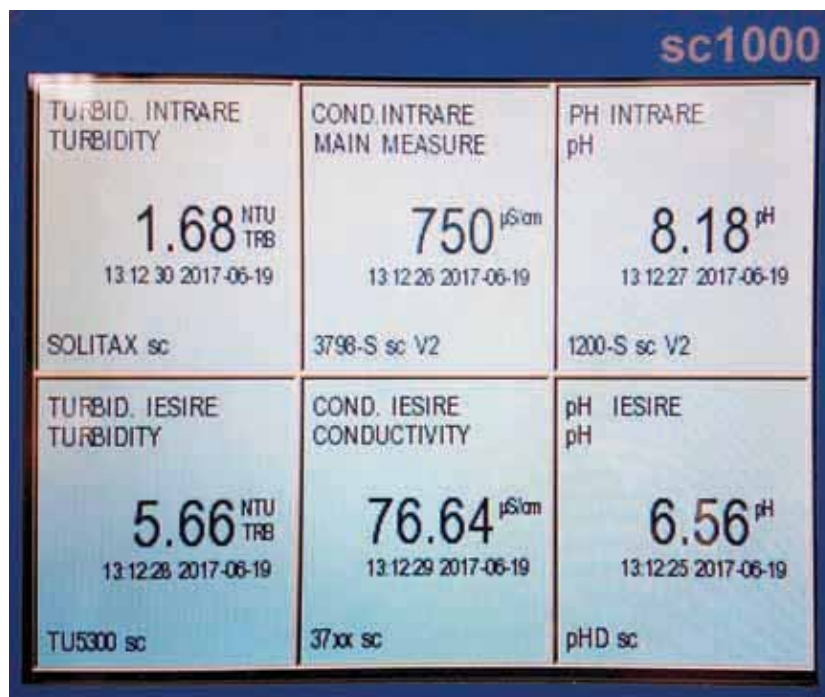 sc1000
TURBID. INTRARE
TURBIDITY
1.68 NTU
TRB
13:12:30 2017-06-19
SOLITAX sc
COND.INTRARE
MAIN MEASURE
750 µS/cm
13:12:26 2017-06-19
3798-S sc V2
PH INTRARE
pH
8.18 pH
13:12:27 2017-06-19
1200-S sc V2
TURBID. IESIRE
TURBIDITY
5.66 NTU
TRB
13:12:28 2017-06-19
TU5300 sc
COND. IESIRE
CONDUCTIVITY
76.64 µS/cm
13:12:29 2017-06-19
37xx sc
pH IESIRE
pH
6.56 pH
13:12:25 2017-06-19
pHD sc